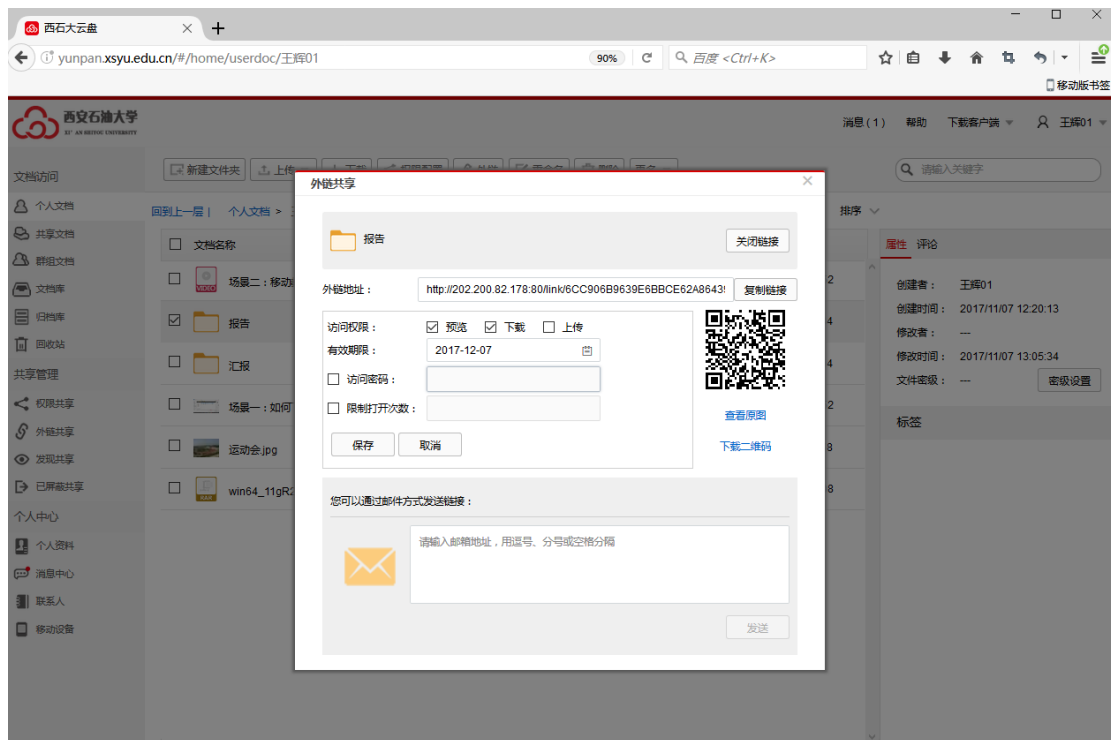 西石大云盘
yunpan.xsyu.edu.cn/#/home/userdoc/王辉01
90%
百度 <Ctrl+K>
移动版书签
西安石油大学
XI' AN SHIYOU UNIVERSITY
消息(1) 帮助 下载客户端 王辉01
文档访问
个人文档
共享文档
群组文档
文档库
归档库
回收站
共享管理
权限共享
外链共享
发现共享
已屏蔽共享
个人中心
个人资料
消息中心
联系人
移动设备
新建文件夹 上传
请输入关键字
回到上一层 | 个人文档 >
排序
文档名称
场景二：移动
报告
汇报
场景一：如何
运动会.jpg
win64_11gR2
外链共享
报告
关闭链接
外链地址：
http://202.200.82.178:80/link/6CC906B9639E6BBCE62A8643
复制链接
访问权限： 预览 下载 上传
有效期限： 2017-12-07
访问密码：
限制打开次数：
保存 取消
查看原图
下载二维码
您可以通过邮件方式发送链接：
请输入邮箱地址，用逗号、分号或空格分隔
发送
属性 评论
创建者： 王辉01
创建时间： 2017/11/07 12:20:13
修改者： ---
修改时间： 2017/11/07 13:05:34
文件密级： --- 密级设置
标签